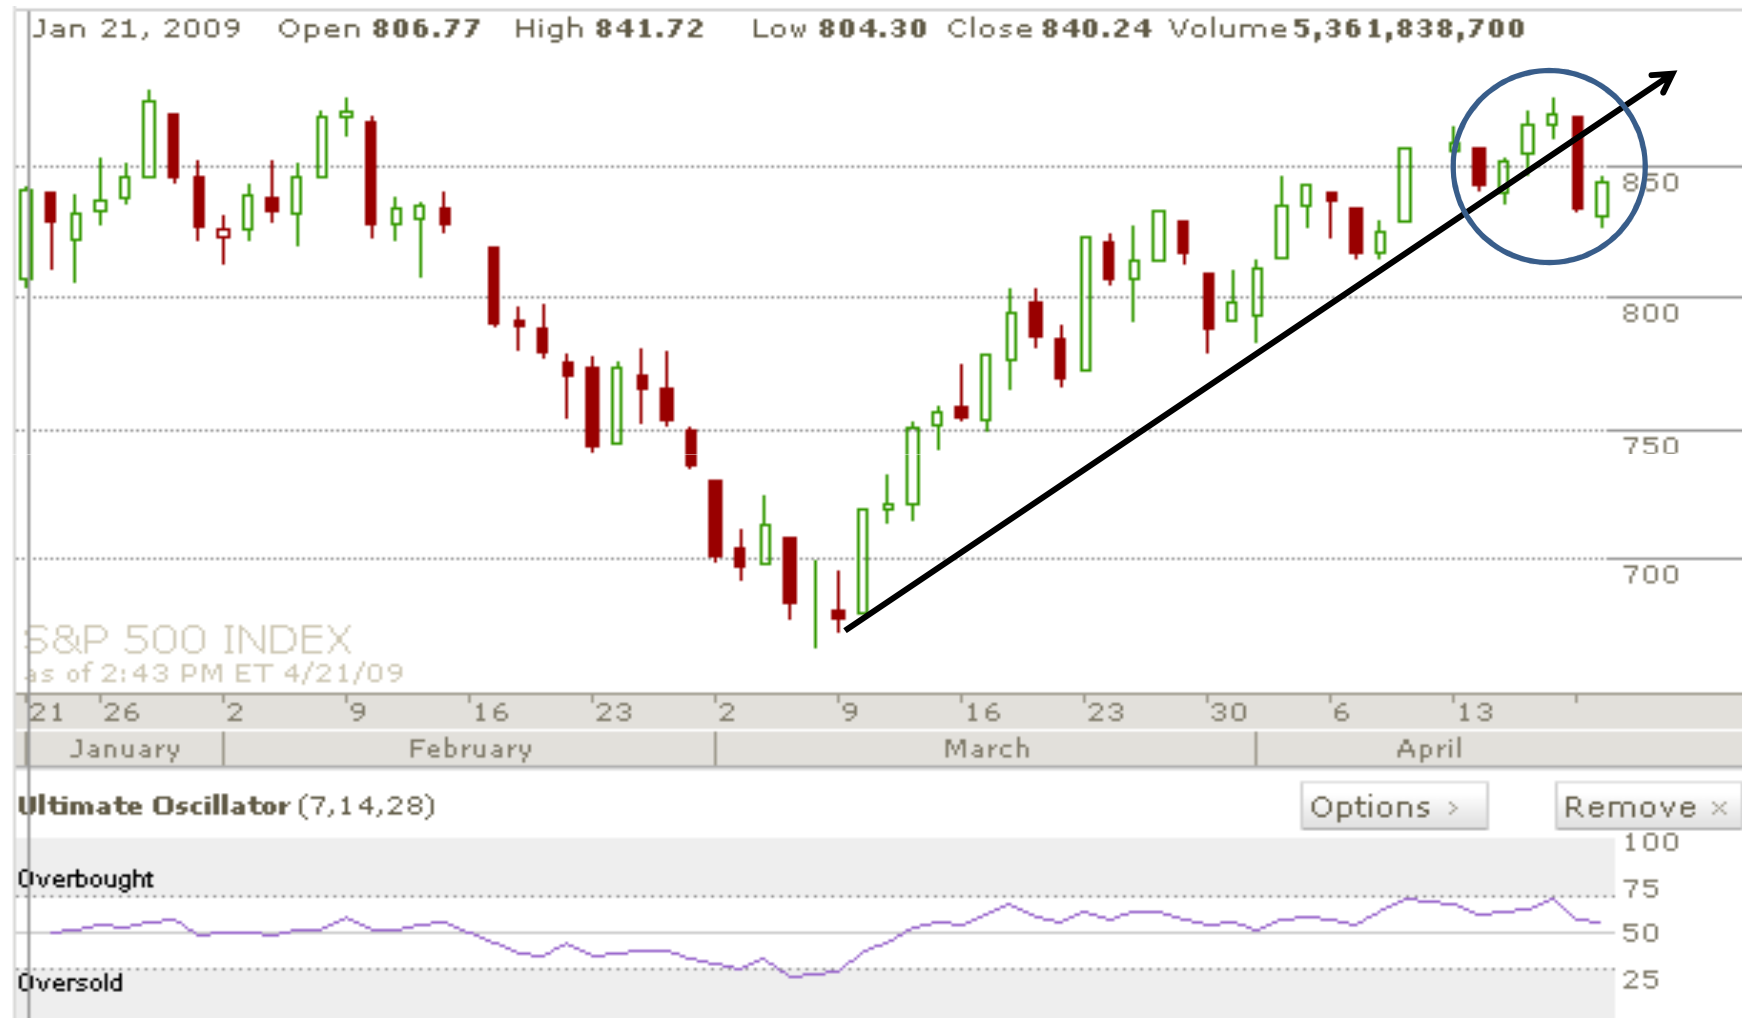 Jan 21, 2009 Open 806.77 High 841.72 Low 804.30 Close 840.24 Volume 5,361,838,700
850
800
750
700
S&P 500 INDEX
as of 2:43 PM ET 4/21/09
21 26 2 9 16 23 2 9 16 23 30 6 13
January February March April
Ultimate Oscillator (7,14,28) Options > Remove ×
100
Overbought
75
50
Oversold
25